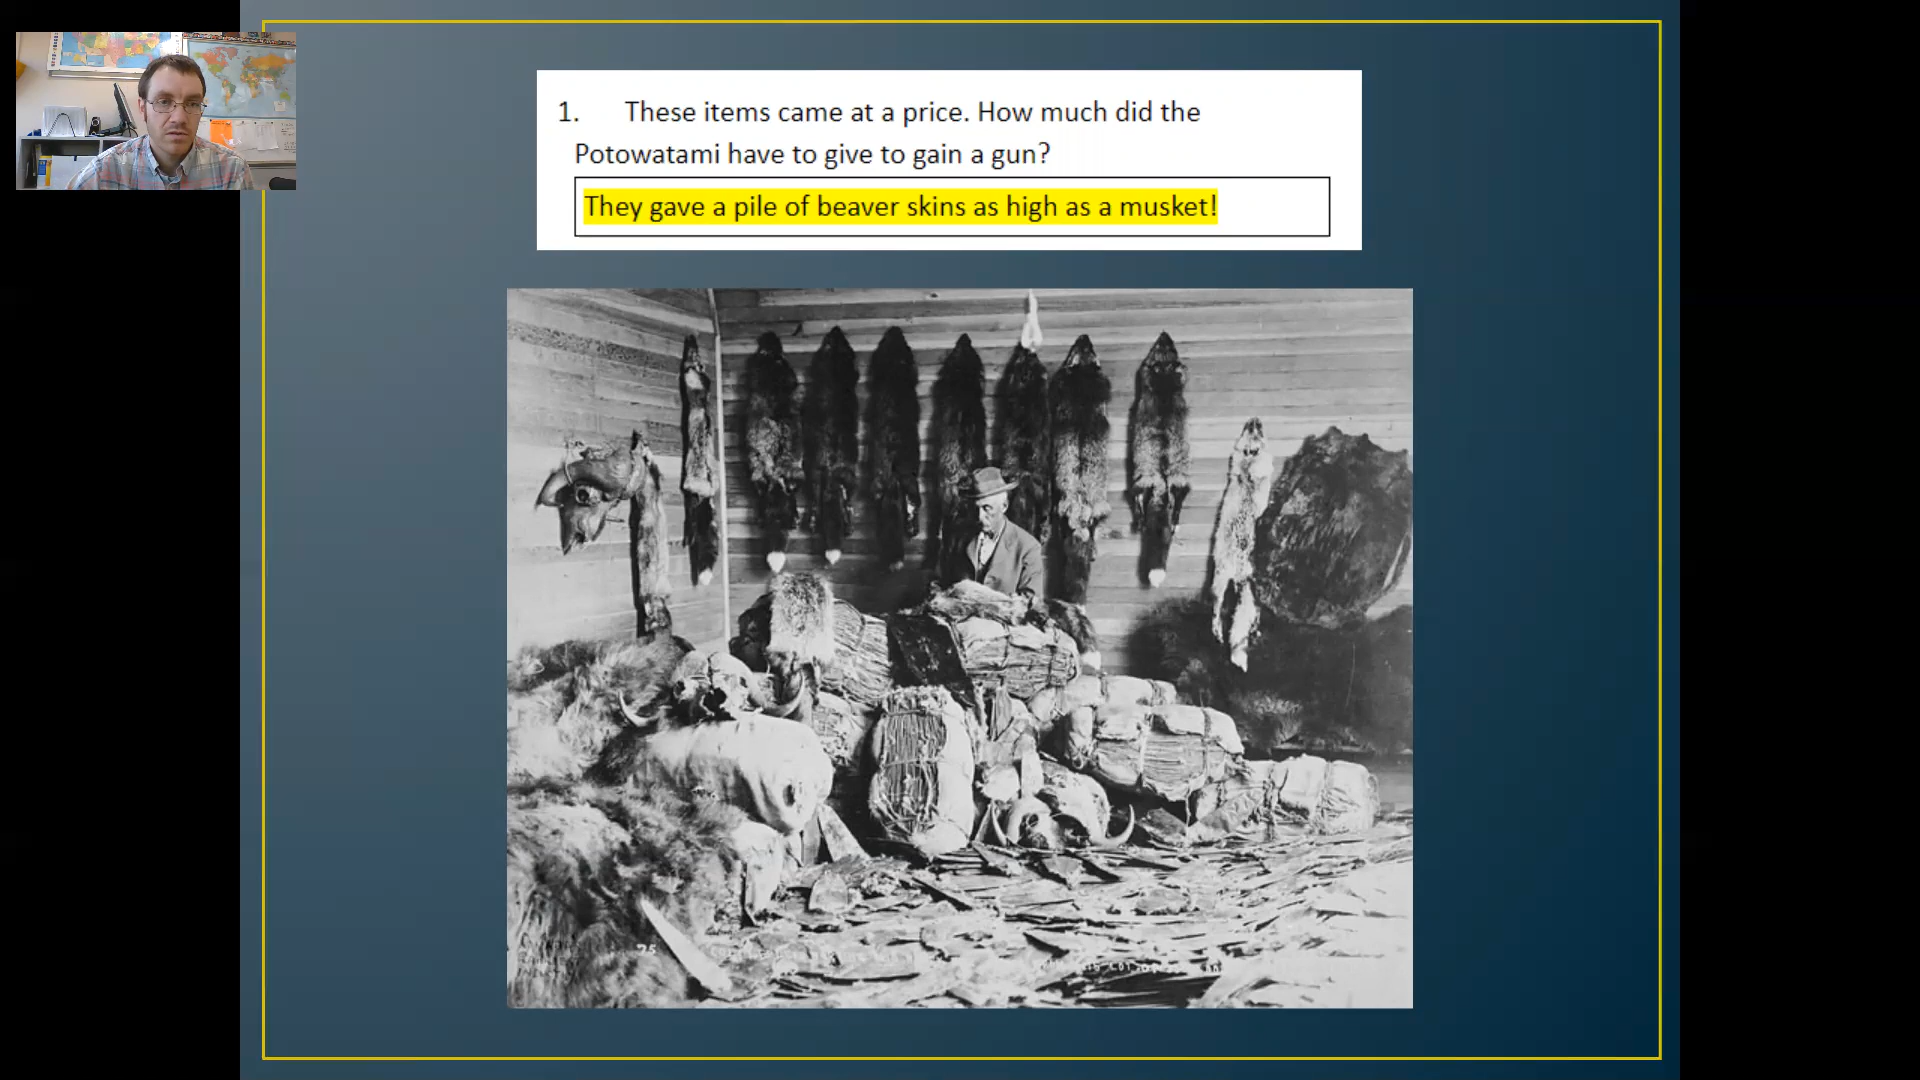 1. These items came at a price. How much did the
Potowatami have to give to gain a gun?
They gave a pile of beaver skins as high as a musket!
75